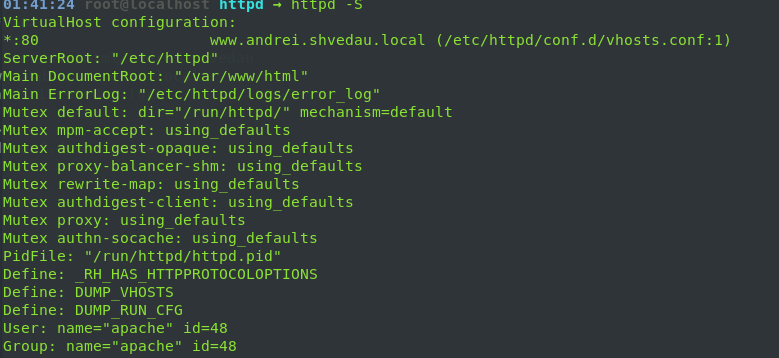 01:41:24 root@localhost httpd → httpd -S
VirtualHost configuration:
*:80                   www.andrei.shvedau.local (/etc/httpd/conf.d/vhosts.conf:1)
ServerRoot: "/etc/httpd"
Main DocumentRoot: "/var/www/html"
Main ErrorLog: "/etc/httpd/logs/error_log"
Mutex default: dir="/run/httpd/" mechanism=default
Mutex mpm-accept: using_defaults
Mutex authdigest-opaque: using_defaults
Mutex proxy-balancer-shm: using_defaults
Mutex rewrite-map: using_defaults
Mutex authdigest-client: using_defaults
Mutex proxy: using_defaults
Mutex authn-socache: using_defaults
PidFile: "/run/httpd/httpd.pid"
Define: _RH_HAS_HTTPPROTOCOLOPTIONS
Define: DUMP_VHOSTS
Define: DUMP_RUN_CFG
User: name="apache" id=48
Group: name="apache" id=48